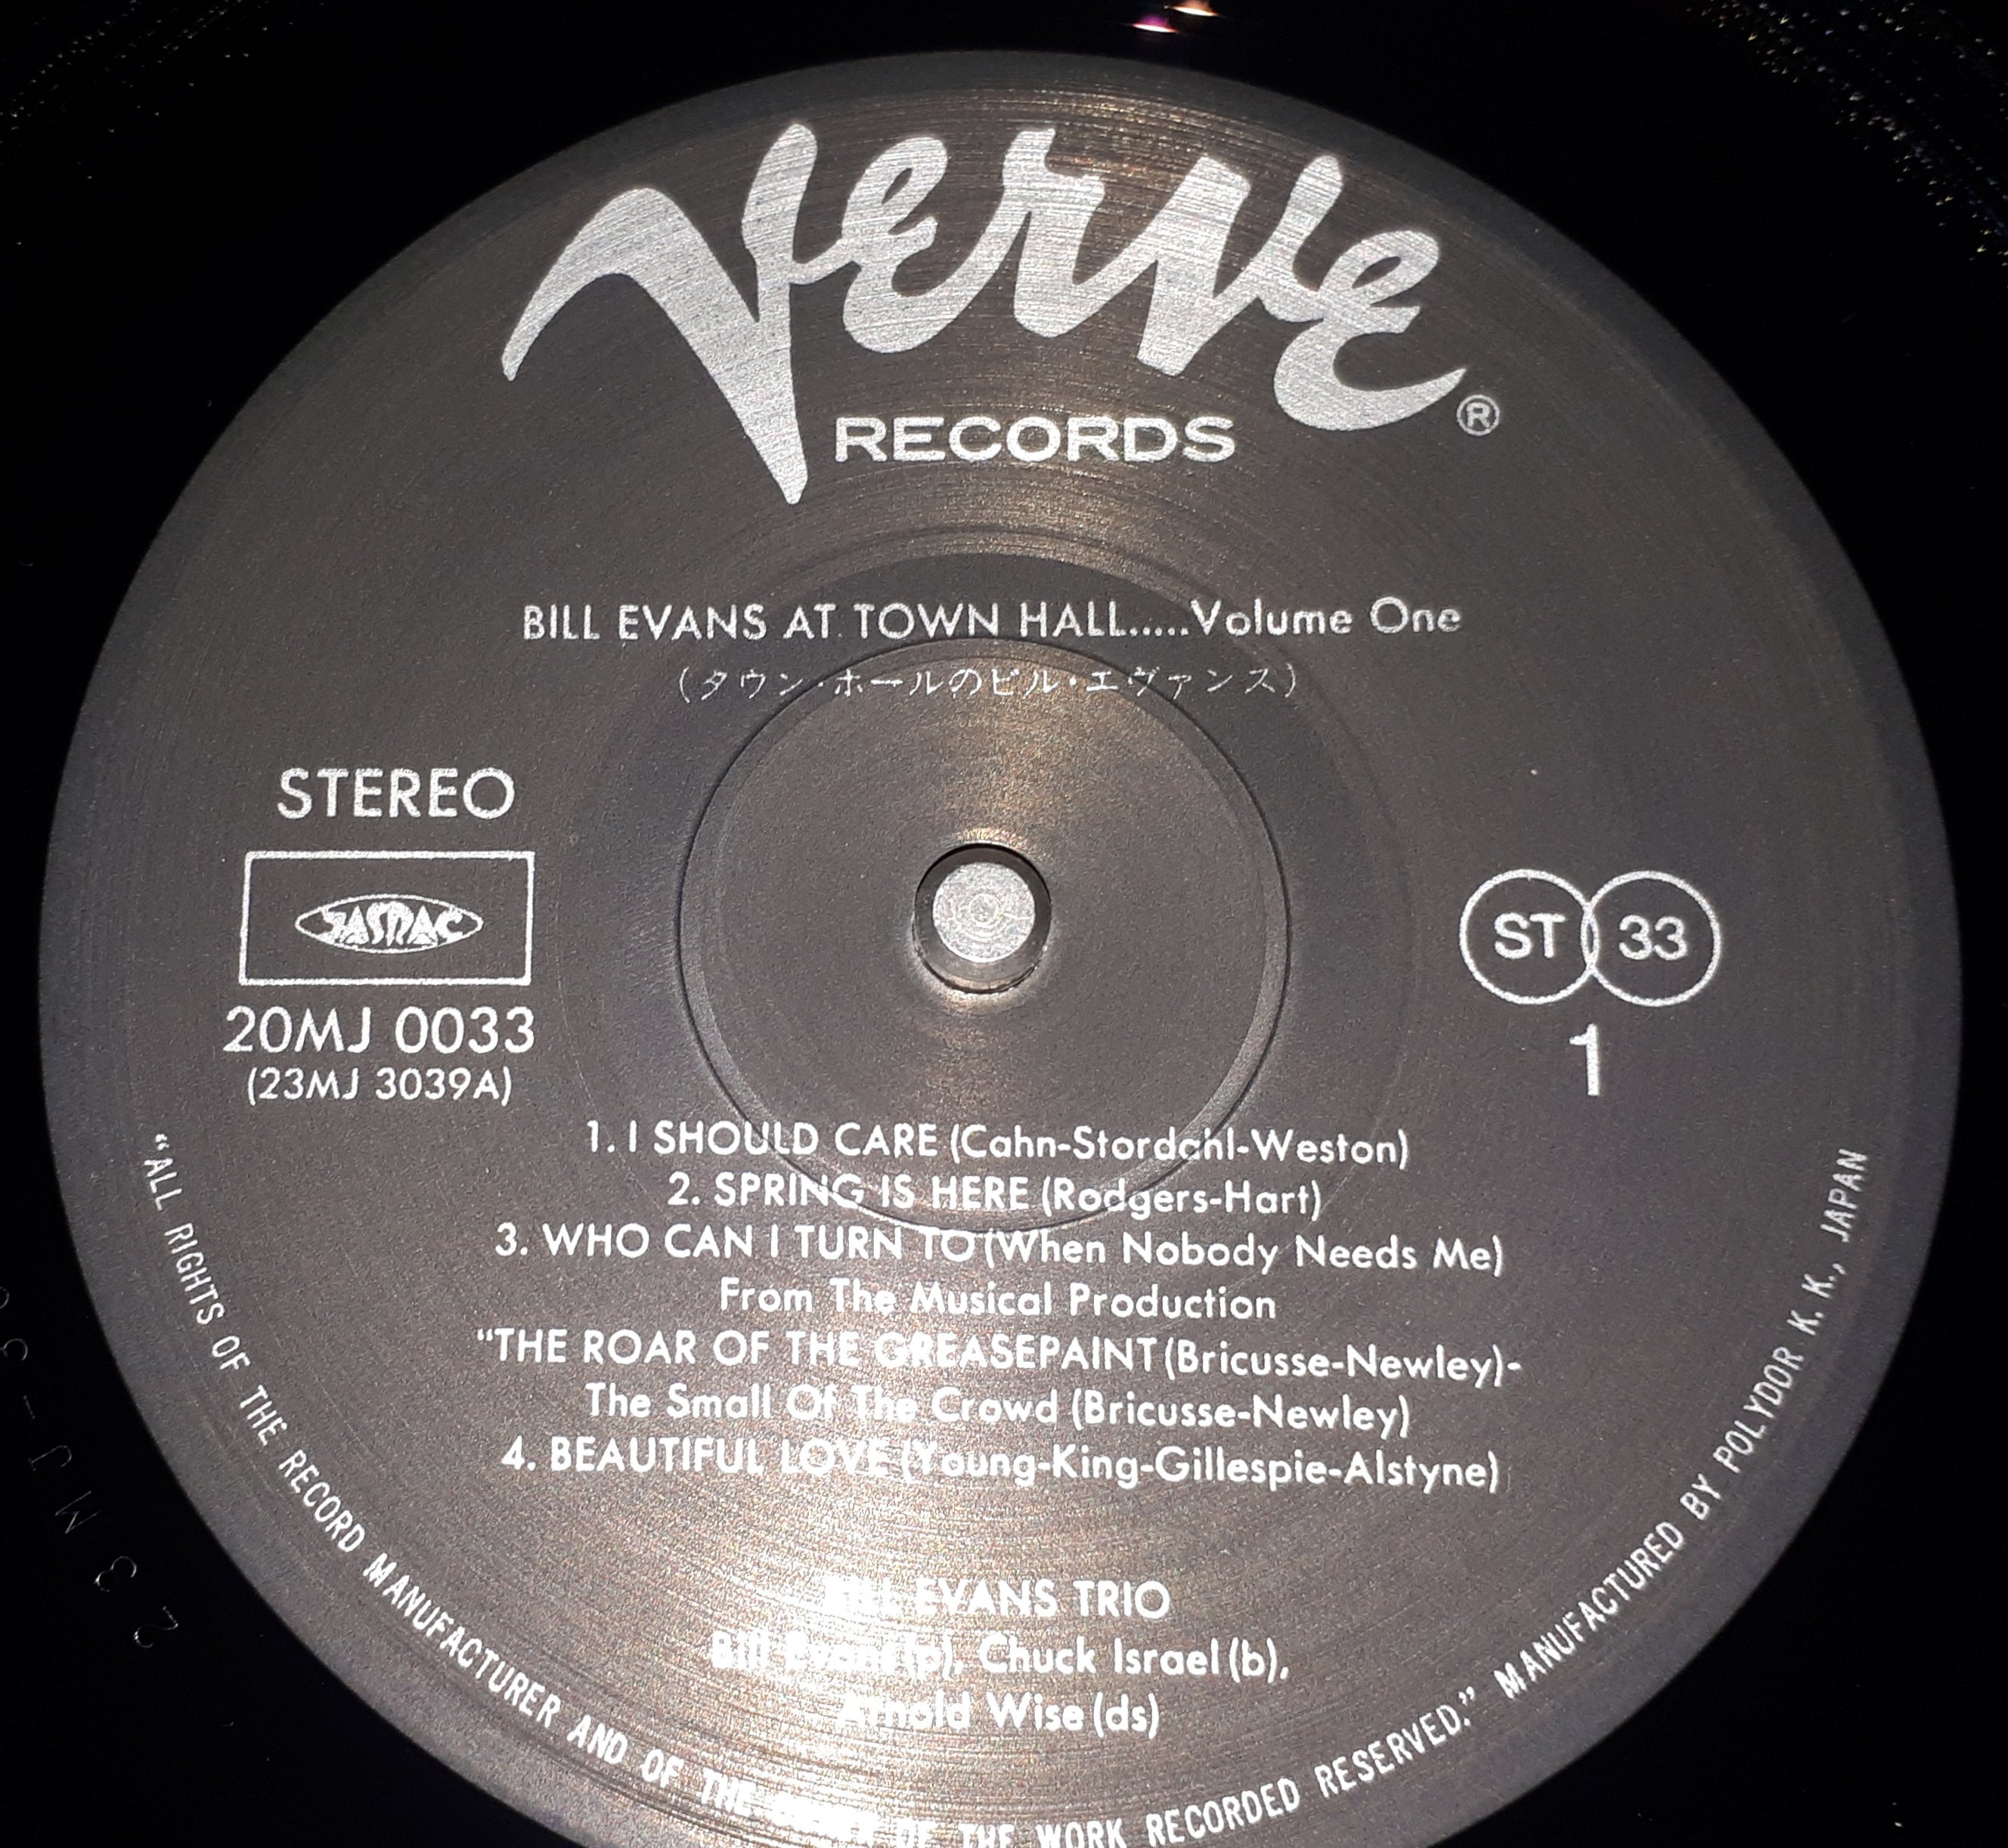 Verve ®
RECORDS
BILL EVANS AT TOWN HALL.....Volume One
(タウン・ホールのビル・エヴァンス)
STEREO
JASRAC
20MJ 0033
(23MJ 3039A)
ST 33
1
1. I SHOULD CARE (Cahn-Stordahl-Weston)
2. SPRING IS HERE (Rodgers-Hart)
3. WHO CAN I TURN TO (When Nobody Needs Me)
From The Musical Production
“THE ROAR OF THE GREASEPAINT (Bricusse-Newley)-
The Small Of The Crowd (Bricusse-Newley)
4. BEAUTIFUL LOVE (Young-King-Gillespie-Alstyne)
BILL EVANS TRIO
Bill Evans (p), Chuck Israel (b),
Arnold Wise (ds)
“ALL RIGHTS OF THE RECORD MANUFACTURER AND OF THE OF THE WORK RECORDED RESERVED.” MANUFACTURED BY POLYDOR K. K., JAPAN